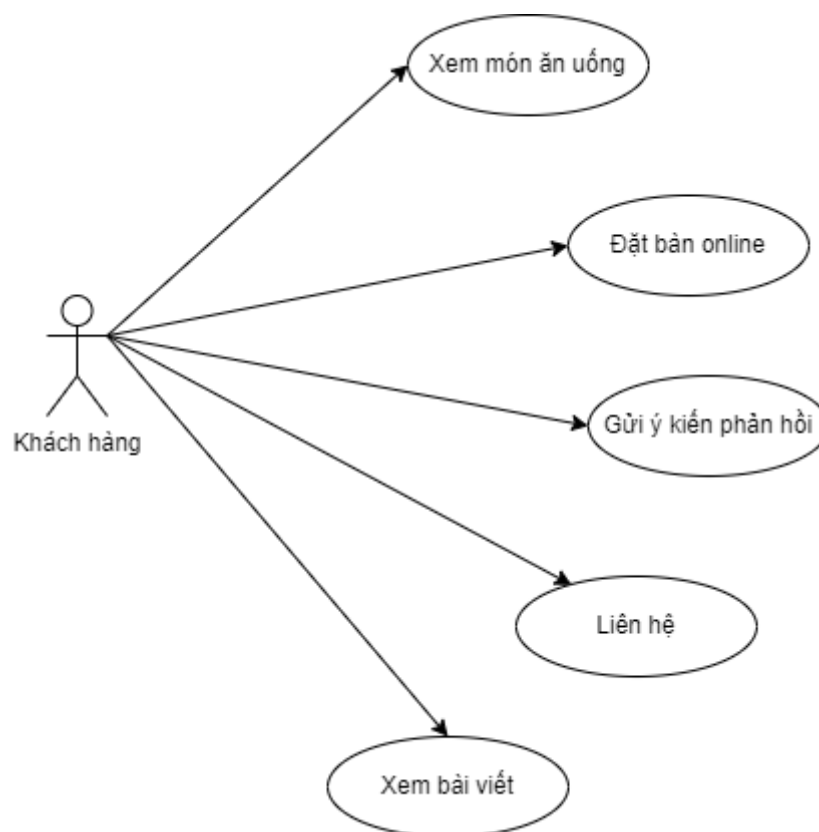 Xem món ăn uống
Đặt bàn online
Gửi ý kiến phản hồi
Khách hàng
Liên hệ
Xem bài viết